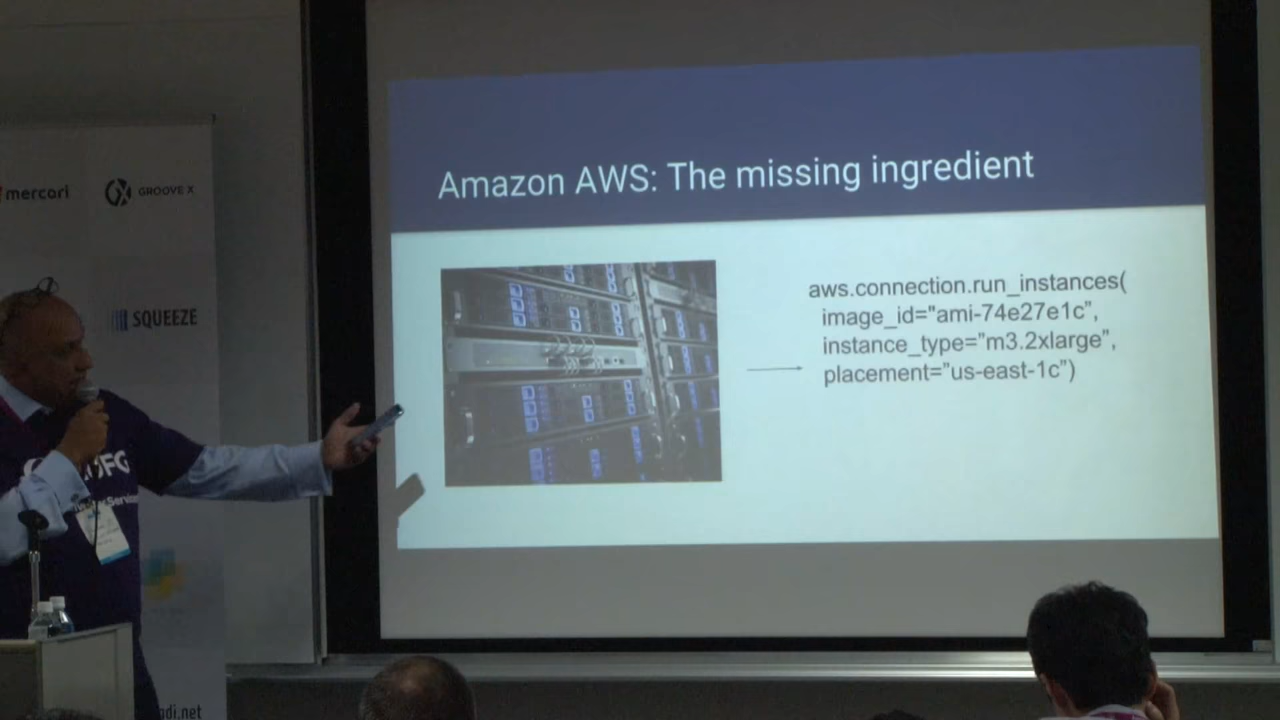 Amazon AWS: The missing ingredient
aws.connection.run_instances(
image_id="ami-74e27e1c",
instance_type="m3.2xlarge",
placement="us-east-1c")
mercari
GROOVE X
SQUEEZE